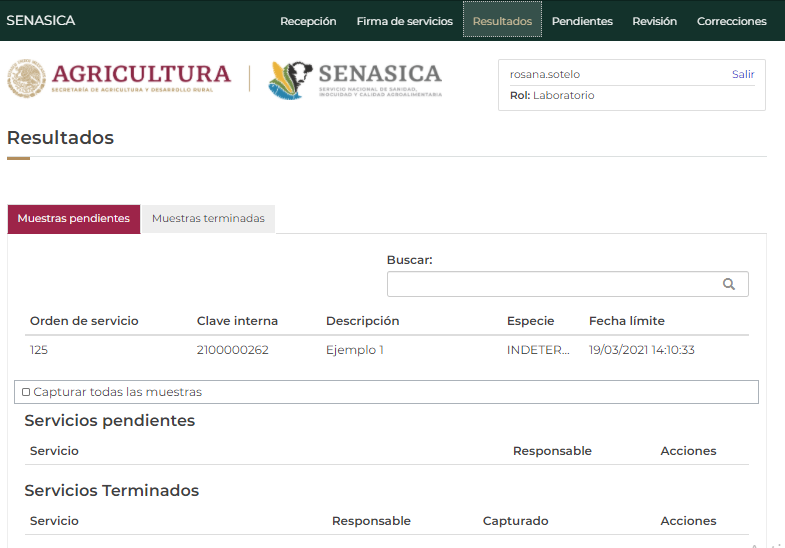 SENASICA Recepción Firma de servicios Resultados Pendientes Revisión Correcciones
AGRICULTURA
SECRETARÍA DE AGRICULTURA Y DESARROLLO RURAL
SENASICA
SERVICIO NACIONAL DE SANIDAD,
INOCUIDAD Y CALIDAD AGROALIMENTARIA
rosana.sotelo Salir
Rol: Laboratorio
Resultados
Muestras pendientes Muestras terminadas
Buscar:
Orden de servicio Clave interna Descripción Especie Fecha límite
125 2100000262 Ejemplo 1 INDETER... 19/03/2021 14:10:33
Capturar todas las muestras
Servicios pendientes
Servicio Responsable Acciones
Servicios Terminados
Servicio Responsable Capturado Acciones